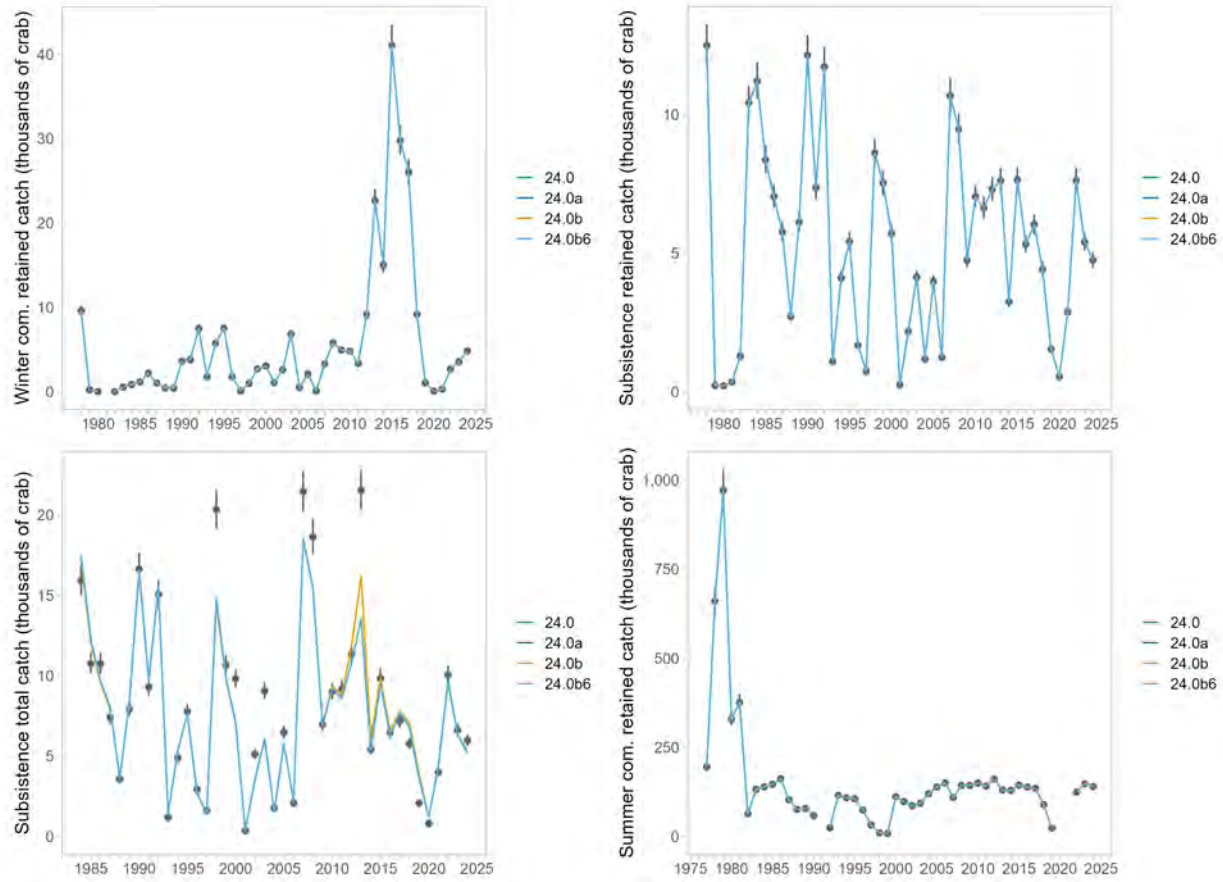 Winter com. retained catch (thousands of crab)
40
30
20
10
0
1980 1985 1990 1995 2000 2005 2010 2015 2020 2025
24.0
24.0a
24.0b
24.0b6
Subsistence retained catch (thousands of crab)
10
5
0
1980 1985 1990 1995 2000 2005 2010 2015 2020 2025
24.0
24.0a
24.0b
24.0b6
Subsistence total catch (thousands of crab)
20
15
10
5
0
1985 1990 1995 2000 2005 2010 2015 2020 2025
24.0
24.0a
24.0b
24.0b6
Summer com. retained catch (thousands of crab)
,000
750
500
250
0
1975 1980 1985 1990 1995 2000 2005 2010 2015 2020 2025
24.0
24.0a
24.0b
24.0b6